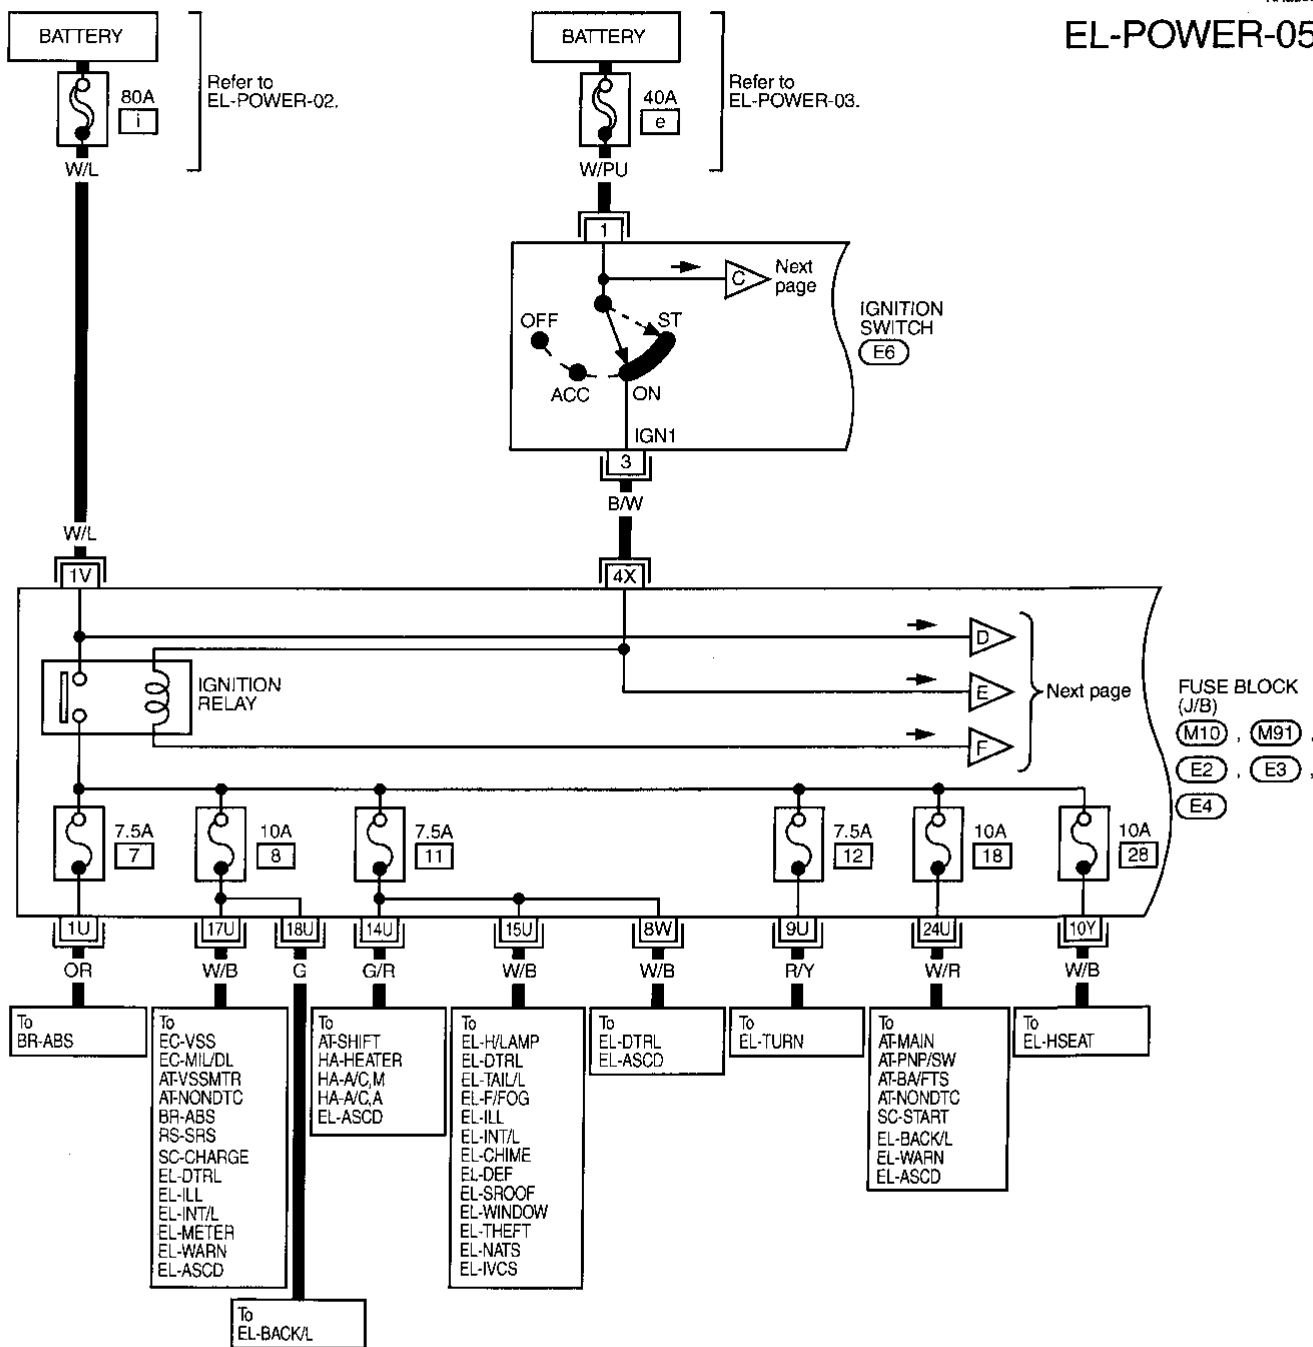 EL-POWER-05
BATTERY
BATTERY
80A
i
Refer to
EL-POWER-02.
40A
e
Refer to
EL-POWER-03.
W/L
W/PU
1
C
Next
page
OFF
ST
ACC
ON
IGNITION
SWITCH
E6
IGN1
3
B/W
W/L
1V
4X
D
IGNITION
RELAY
E
Next page
F
FUSE BLOCK
(J/B)
M10 , M91 ,
E2 , E3 ,
E4
7.5A
7
10A
8
7.5A
11
7.5A
12
10A
18
10A
28
1U
17U
18U
14U
15U
8W
9U
24U
10Y
OR
W/B
G
G/R
W/B
W/B
R/Y
W/R
W/B
To
BR-ABS
To
EC-VSS
EC-MIL/DL
AT-VSSMTR
AT-NONDTC
BR-ABS
RS-SRS
SC-CHARGE
EL-DTRL
EL-ILL
EL-INT/L
EL-METER
EL-WARN
EL-ASCD
To
EL-BACK/L
To
AT-SHIFT
HA-HEATER
HA-A/C,M
HA-A/C,A
EL-ASCD
To
EL-H/LAMP
EL-DTRL
EL-TAIL/L
EL-F/FOG
EL-ILL
EL-INT/L
EL-CHIME
EL-DEF
EL-SROOF
EL-WINDOW
EL-THEFT
EL-NATS
EL-IVCS
To
EL-DTRL
EL-ASCD
To
EL-TURN
To
AT-MAIN
AT-PNP/SW
AT-BA/FTS
AT-NONDTC
SC-START
EL-BACK/L
EL-WARN
EL-ASCD
To
EL-HSEAT